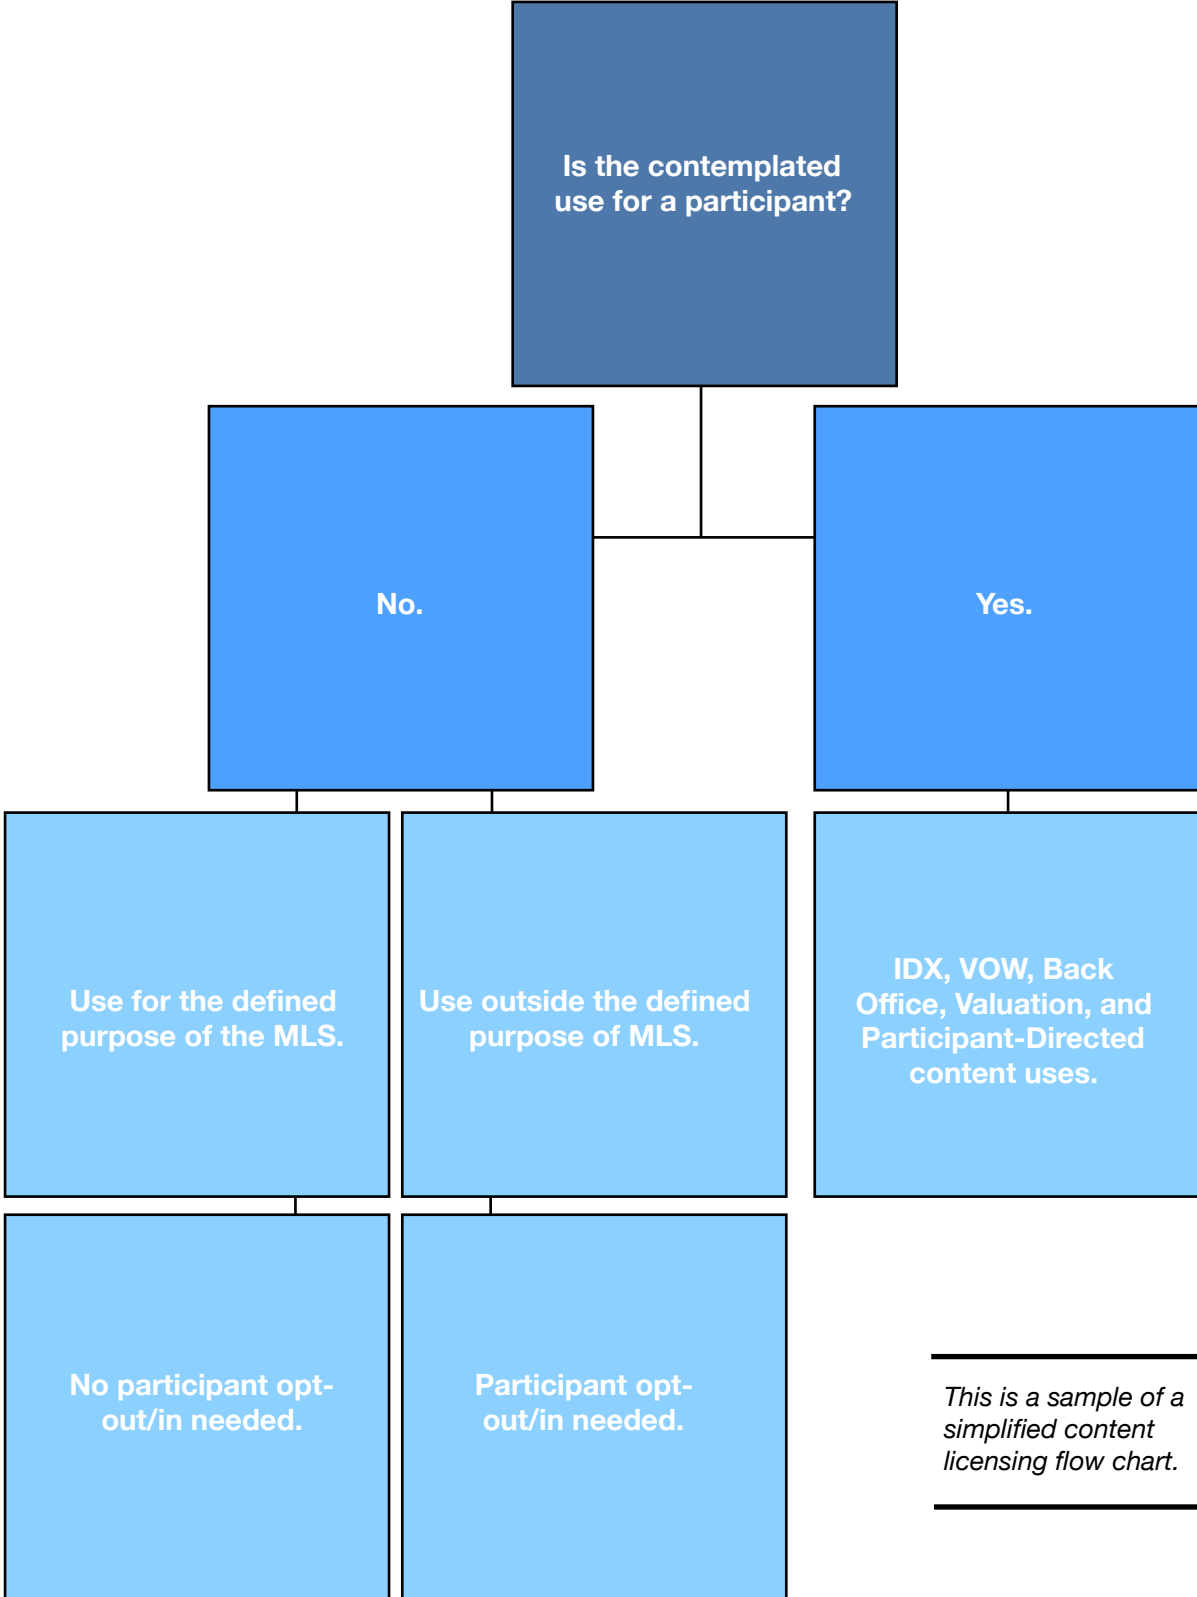 Is the contemplated
use for a participant?
No.
Yes.
Use for the defined
purpose of the MLS.
Use outside the defined
purpose of MLS.
IDX, VOW, Back
Office, Valuation, and
Participant-Directed
content uses.
No participant opt-
out/in needed.
Participant opt-
out/in needed.
This is a sample of a
simplified content
licensing flow chart.